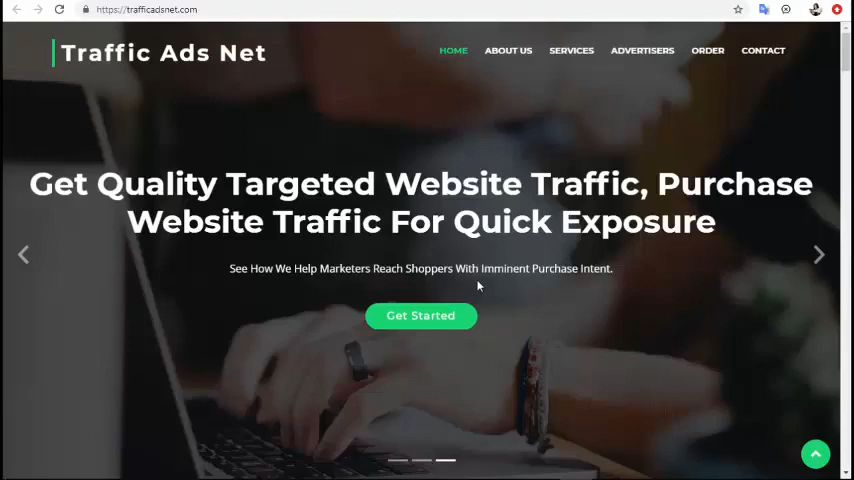 https://trafficadsnet.com
Traffic Ads Net
HOME ABOUT US SERVICES ADVERTISERS ORDER CONTACT
Get Quality Targeted Website Traffic, Purchase
Website Traffic For Quick Exposure
See How We Help Marketers Reach Shoppers With Imminent Purchase Intent.
Get Started